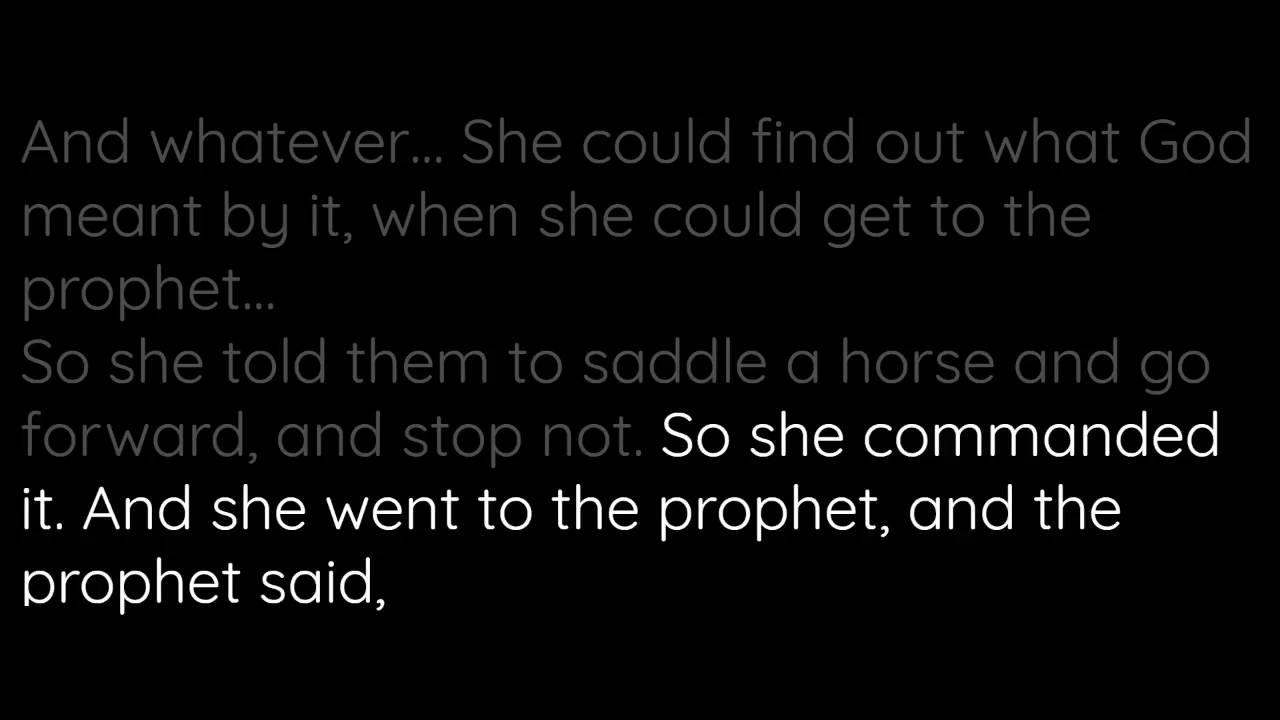 And whatever... She could find out what God
meant by it, when she could get to the
prophet...
So she told them to saddle a horse and go
forward, and stop not. So she commanded
it. And she went to the prophet, and the
prophet said,